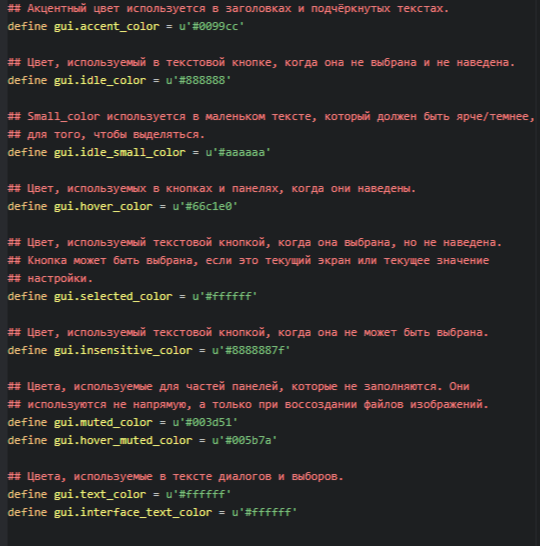 ## Акцентный цвет используется в заголовках и подчёркнутых текстах.
define gui.accent_color = u'#0099cc'
## Цвет, используемый в текстовой кнопке, когда она не выбрана и не наведена.
define gui.idle_color = u'#888888'
## Small_color используется в маленьком тексте, который должен быть ярче/темнее,
## для того, чтобы выделяться.
define gui.idle_small_color = u'#aaaaaa'
## Цвет, используемых в кнопках и панелях, когда они наведены.
define gui.hover_color = u'#66c1e0'
## Цвет, используемый текстовой кнопкой, когда она выбрана, но не наведена.
## Кнопка может быть выбрана, если это текущий экран или текущее значение
## настройки.
define gui.selected_color = u'#ffffff'
## Цвет, используемый текстовой кнопкой, когда она не может быть выбрана.
define gui.insensitive_color = u'#8888887f'
## Цвета, используемые для частей панелей, которые не заполняются. Они
## используются не напрямую, а только при воссоздании файлов изображений.
define gui.muted_color = u'#003d51'
define gui.hover_muted_color = u'#005b7a'
## Цвета, используемые в тексте диалогов и выборов.
define gui.text_color = u'#ffffff'
define gui.interface_text_color = u'#ffffff'